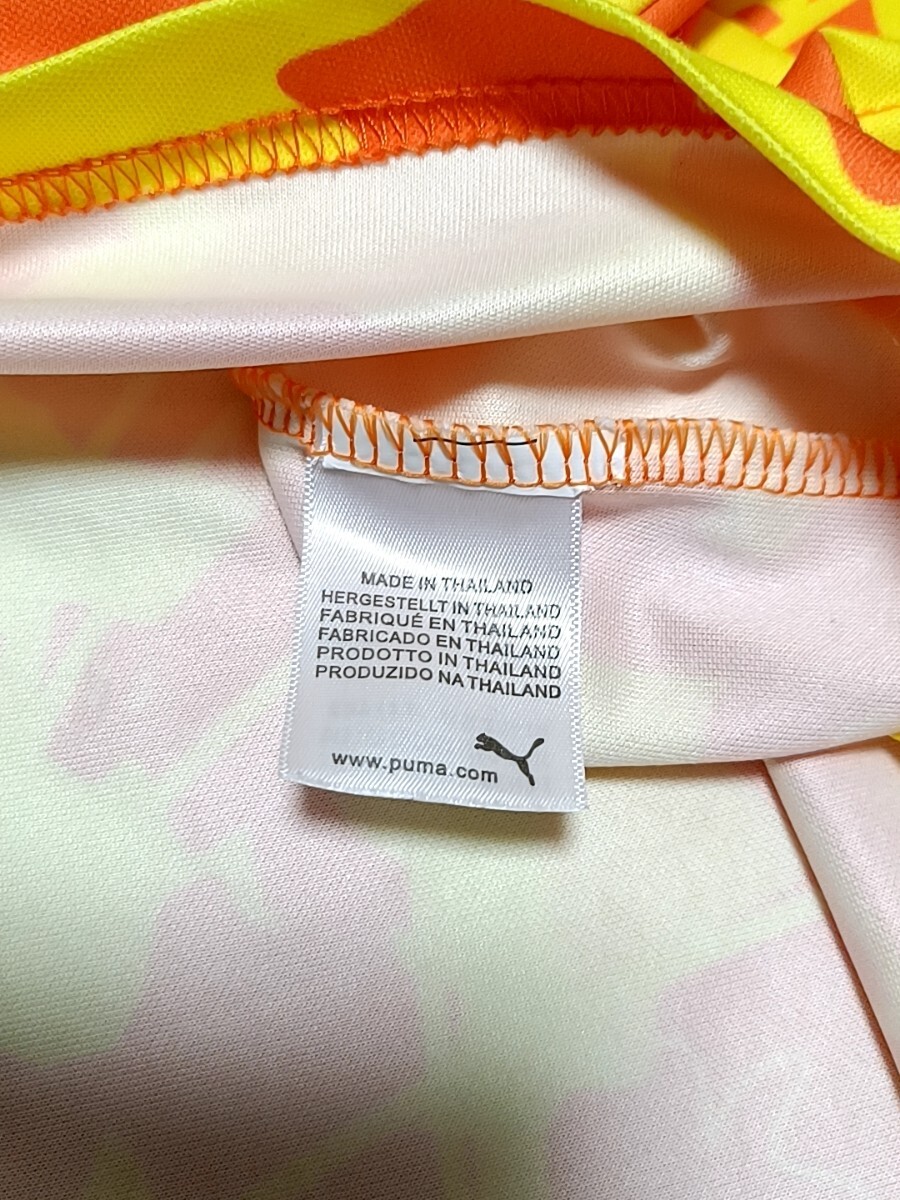 MADE IN THAILAND
HERGESTELLT IN THAILAND
FABRIQUÉ EN THAILAND
FABRICADO EN THAILAND
PRODOTTO IN THAILAND
PRODUZIDO NA THAILAND
www.puma.com